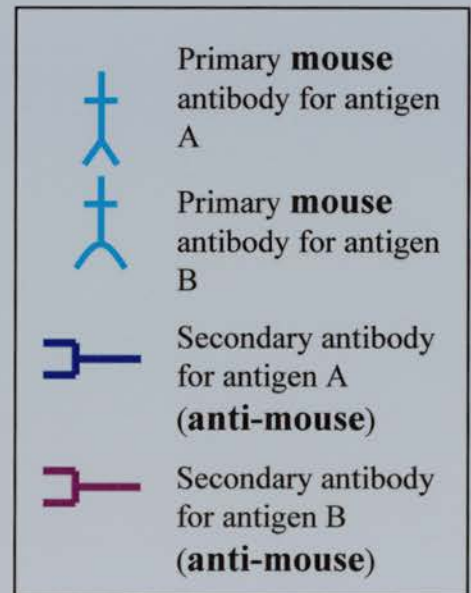 Primary mouse
antibody for antigen
A
Primary mouse
antibody for antigen
B
Secondary antibody
for antigen A
(anti-mouse)
Secondary antibody
for antigen B
(anti-mouse)